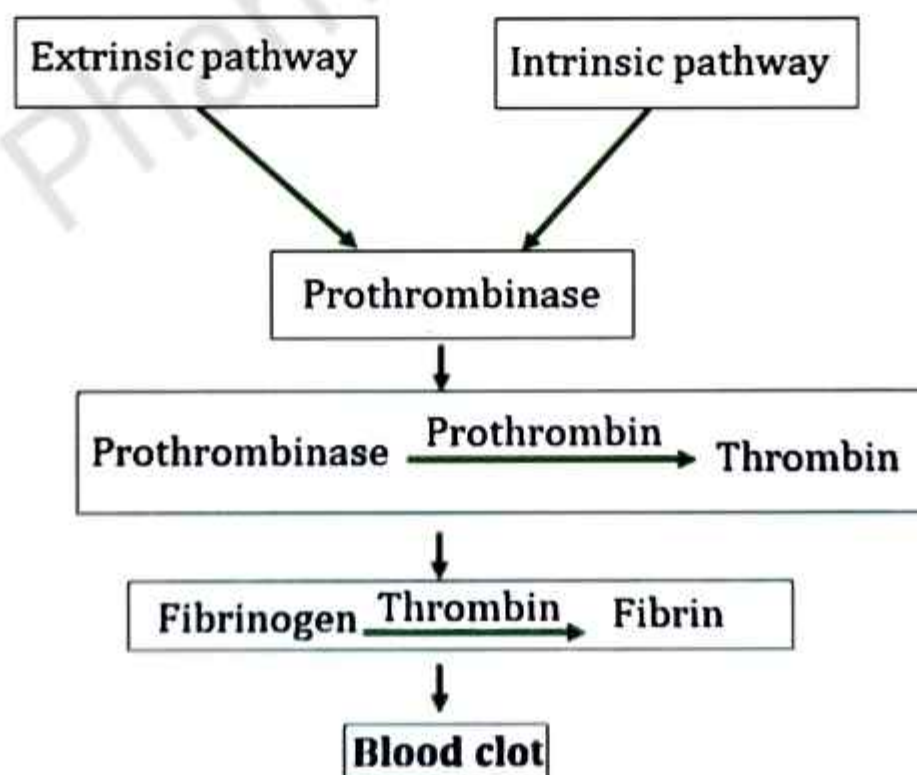 Extrinsic pathway
Intrinsic pathway
Prothrombinase
Prothrombinase Prothrombin Thrombin
Fibrinogen Thrombin Fibrin
Blood clot